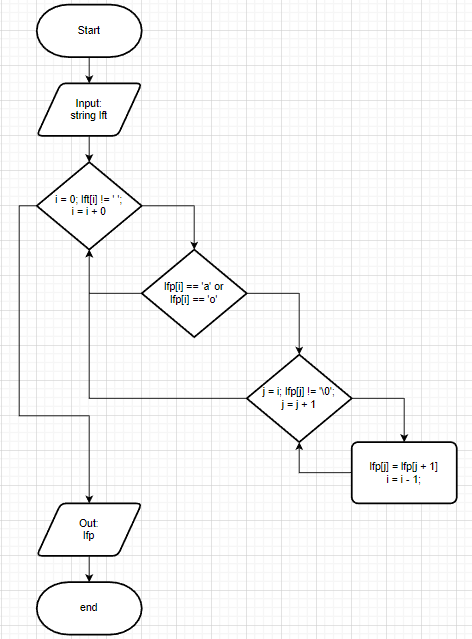 Start
Input:
string lft
i = 0; lft[i] != ' ';
i = i + 0
lfp[i] == 'a' or
lfp[i] == 'o'
j = i; lfp[j] != '\0';
j = j + 1
lfp[j] = lfp[j + 1]
i = i - 1;
Out:
lfp
end